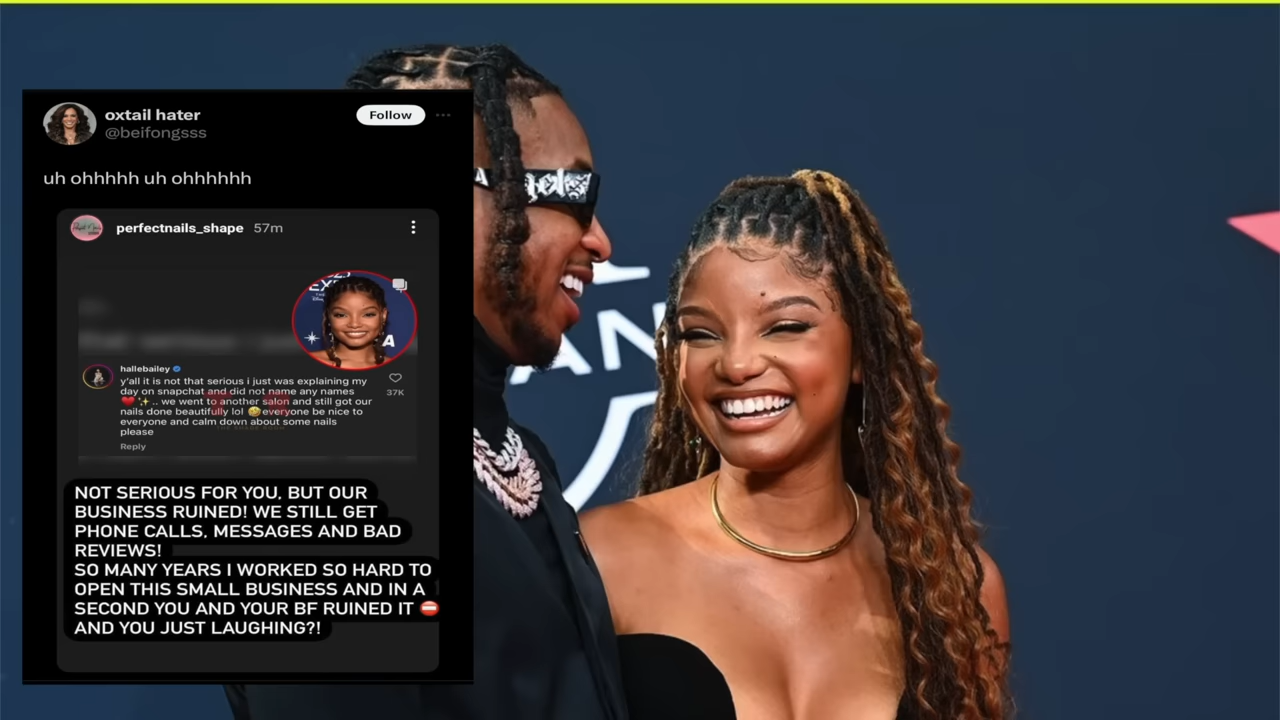 oxtail hater
Follow
@beifongsss
uh ohhhhh uh ohhhhhh
perfectnails_shape 57m
hallebailey
y'all it is not that serious i just was explaining my
day on snapchat and did not name any names
❤️ ✨ .. we went to another salon and still got our
nails done beautifully lol 🤣 everyone be nice to
everyone and calm down about some nails
please
37K
Reply
NOT SERIOUS FOR YOU, BUT OUR
BUSINESS RUINED! WE STILL GET
PHONE CALLS, MESSAGES AND BAD
REVIEWS!
SO MANY YEARS I WORKED SO HARD TO
OPEN THIS SMALL BUSINESS AND IN A
SECOND YOU AND YOUR BF RUINED IT ⛔
AND YOU JUST LAUGHING?!
AN